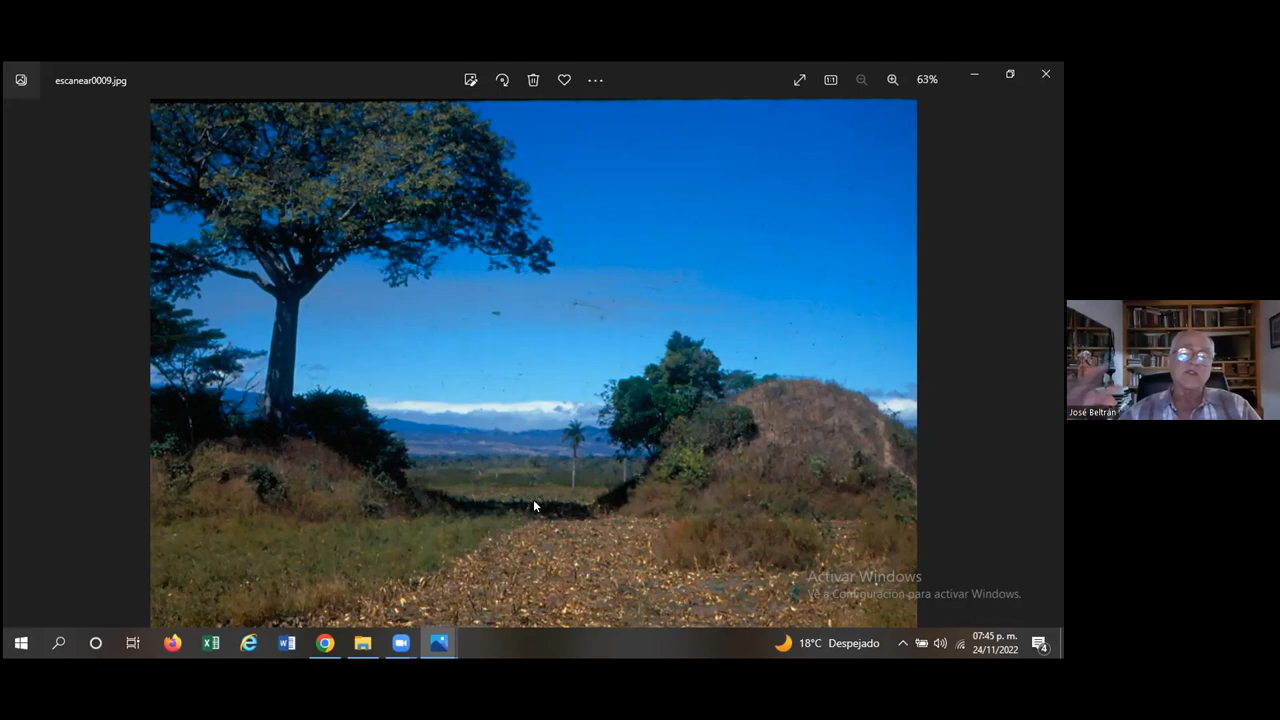 escanear0009.jpg
63%
José Beltrán
Activar Windows
Ve a Configuración para activar Windows.
18°C Despejado
07:45 p. m.
24/11/2022
4